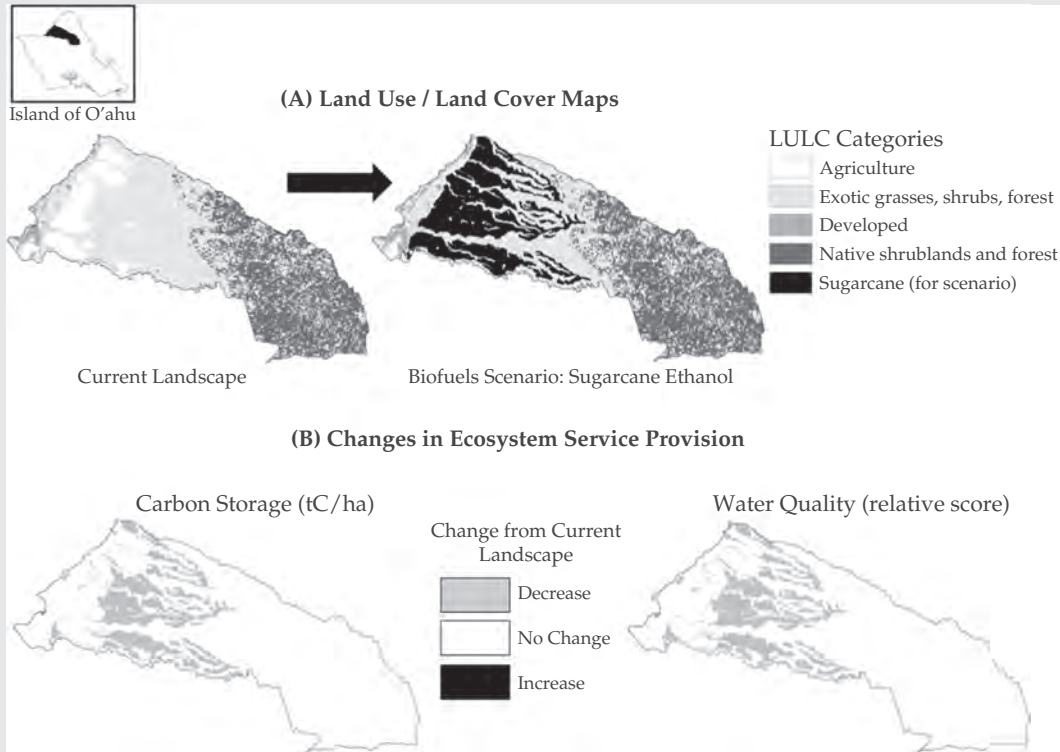 Island of O'ahu
(A) Land Use / Land Cover Maps
LULC Categories
Agriculture
Exotic grasses, shrubs, forest
Developed
Native shrublands and forest
Sugarcane (for scenario)
Current Landscape
Biofuels Scenario: Sugarcane Ethanol
(B) Changes in Ecosystem Service Provision
Carbon Storage (tC/ha)
Change from Current
Landscape
Decrease
No Change
Increase
Water Quality (relative score)